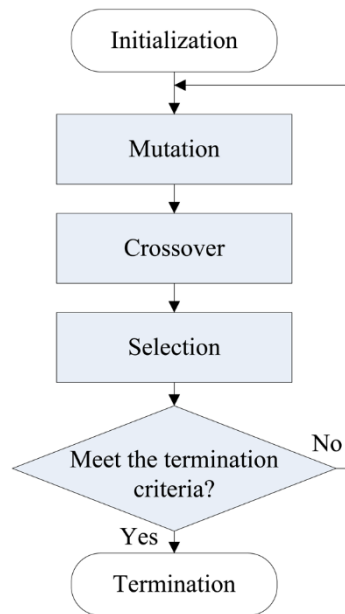 Initialization
Mutation
Crossover
Selection
Meet the termination
criteria?
No
Yes
Termination